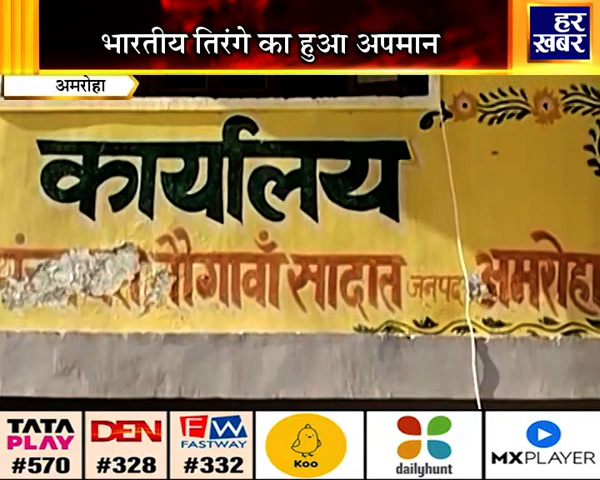 भारतीय तिरंगे का हुआ अपमान
हर
ख़बर
अमरोहा
कार्यालय
नौगावाँ सादात जनपद अमरोहा
TATA
PLAY
#570
DEN
#328
FW
FASTWAY
#332
Koo
dailyhunt
MXPLAYER